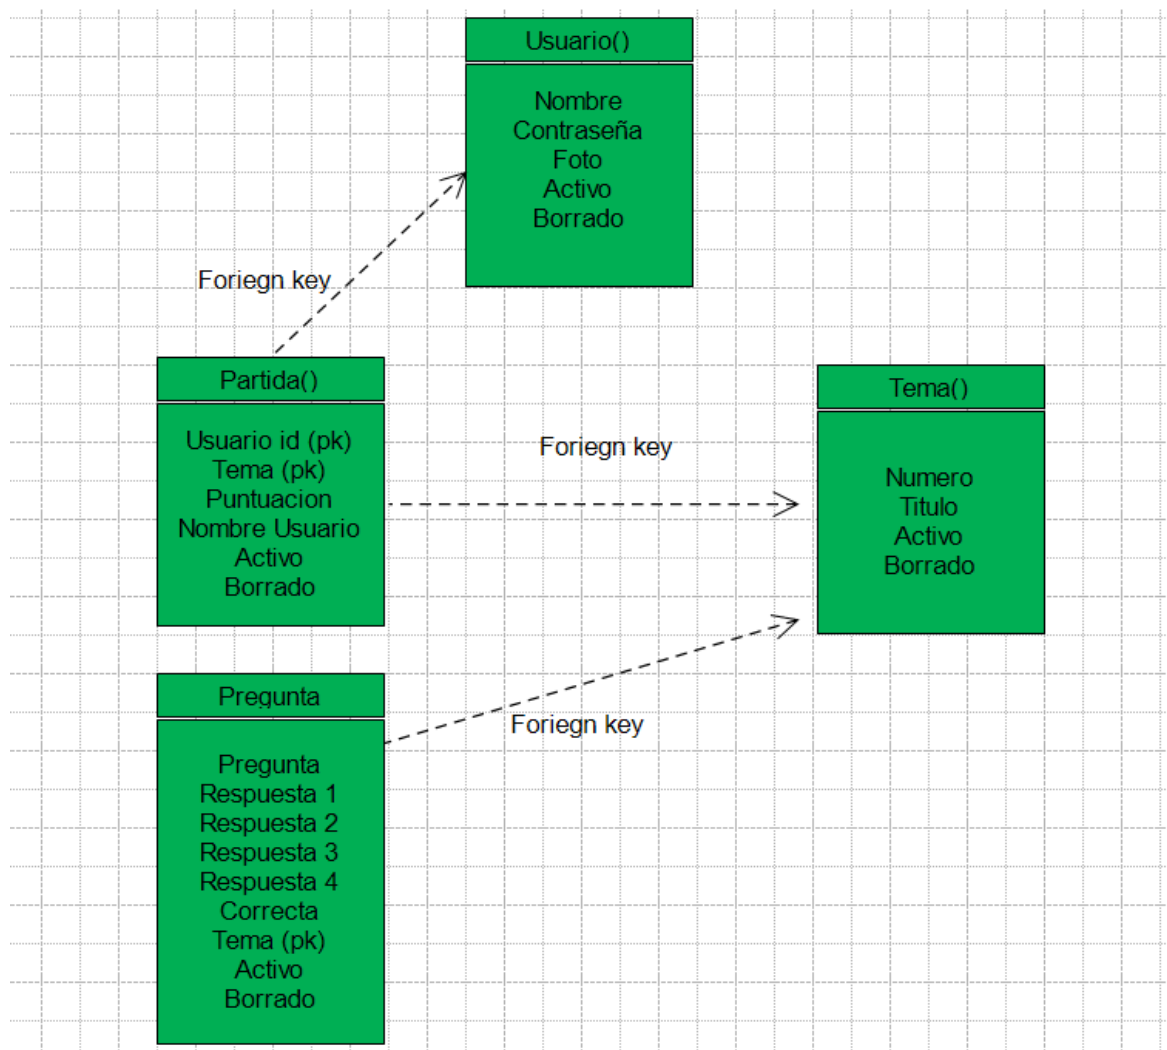 Usuario()
Nombre
Contraseña
Foto
Activo
Borrado
Foriegn key
Partida()
Usuario id (pk)
Tema (pk)
Puntuacion
Nombre Usuario
Activo
Borrado
Foriegn key
Tema()
Numero
Titulo
Activo
Borrado
Pregunta
Pregunta
Respuesta 1
Respuesta 2
Respuesta 3
Respuesta 4
Correcta
Tema (pk)
Activo
Borrado
Foriegn key